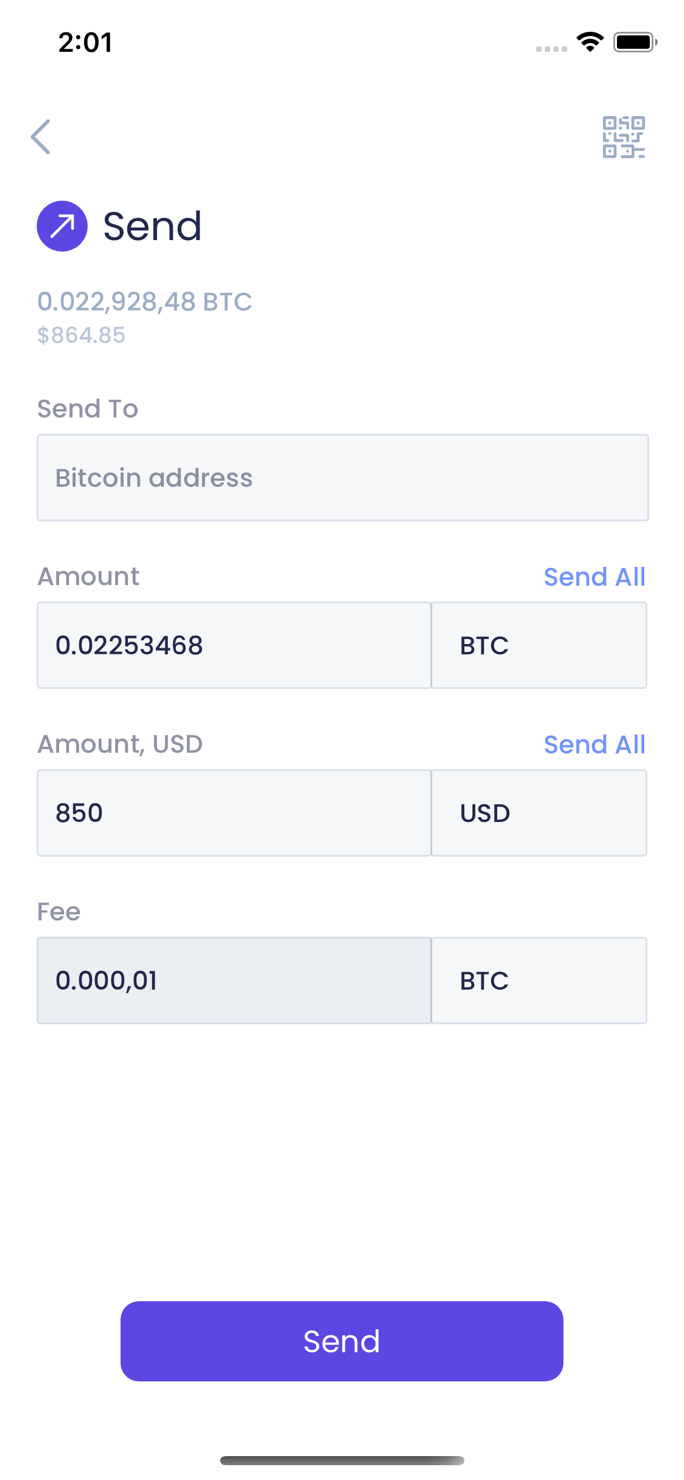 2:01
Send
0.022,928,48 BTC
$864.85
Send To
Bitcoin address
Amount Send All
0.02253468 BTC
Amount, USD Send All
850 USD
Fee
0.000,01 BTC
Send